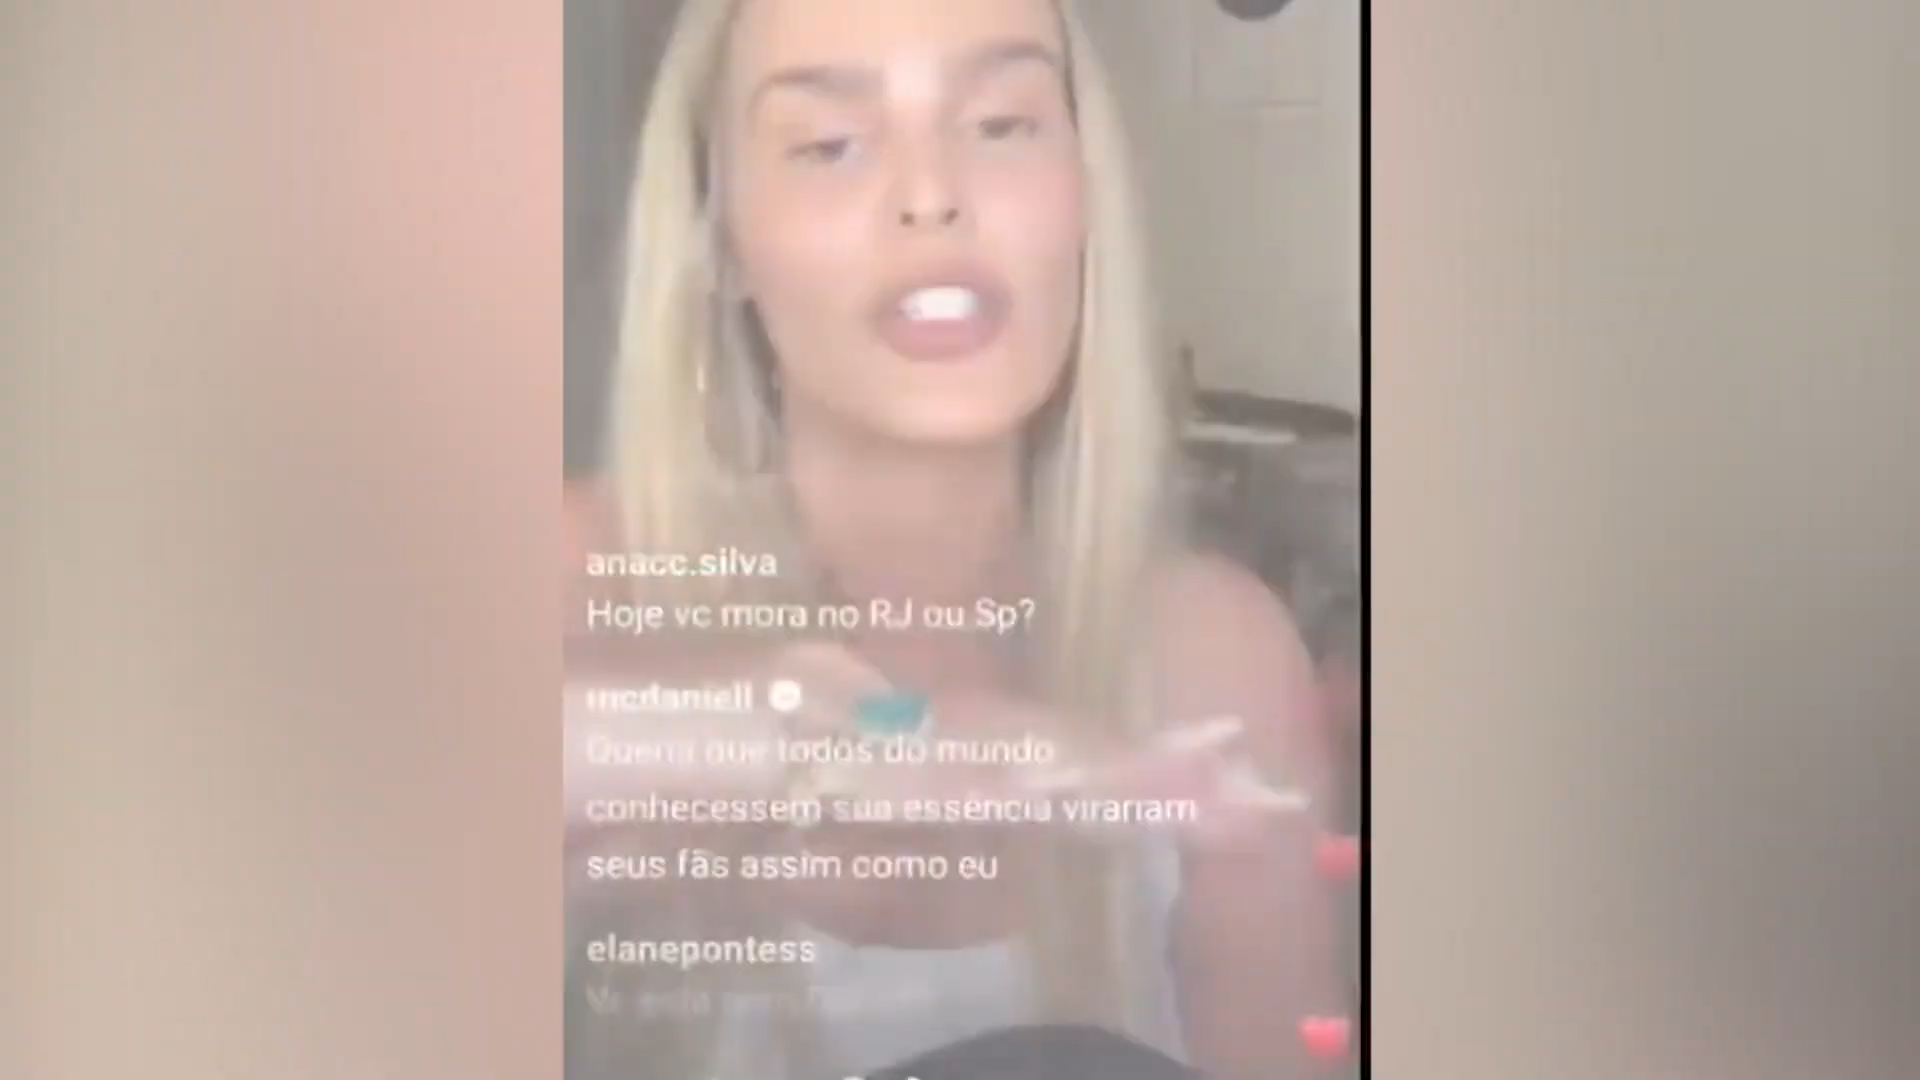 anacc.silva
Hoje vc mora no RJ ou Sp?
mcdaniell
Queria que todos do mundo
conhecessem sua essência virariam
seus fãs assim como eu
elanepontess